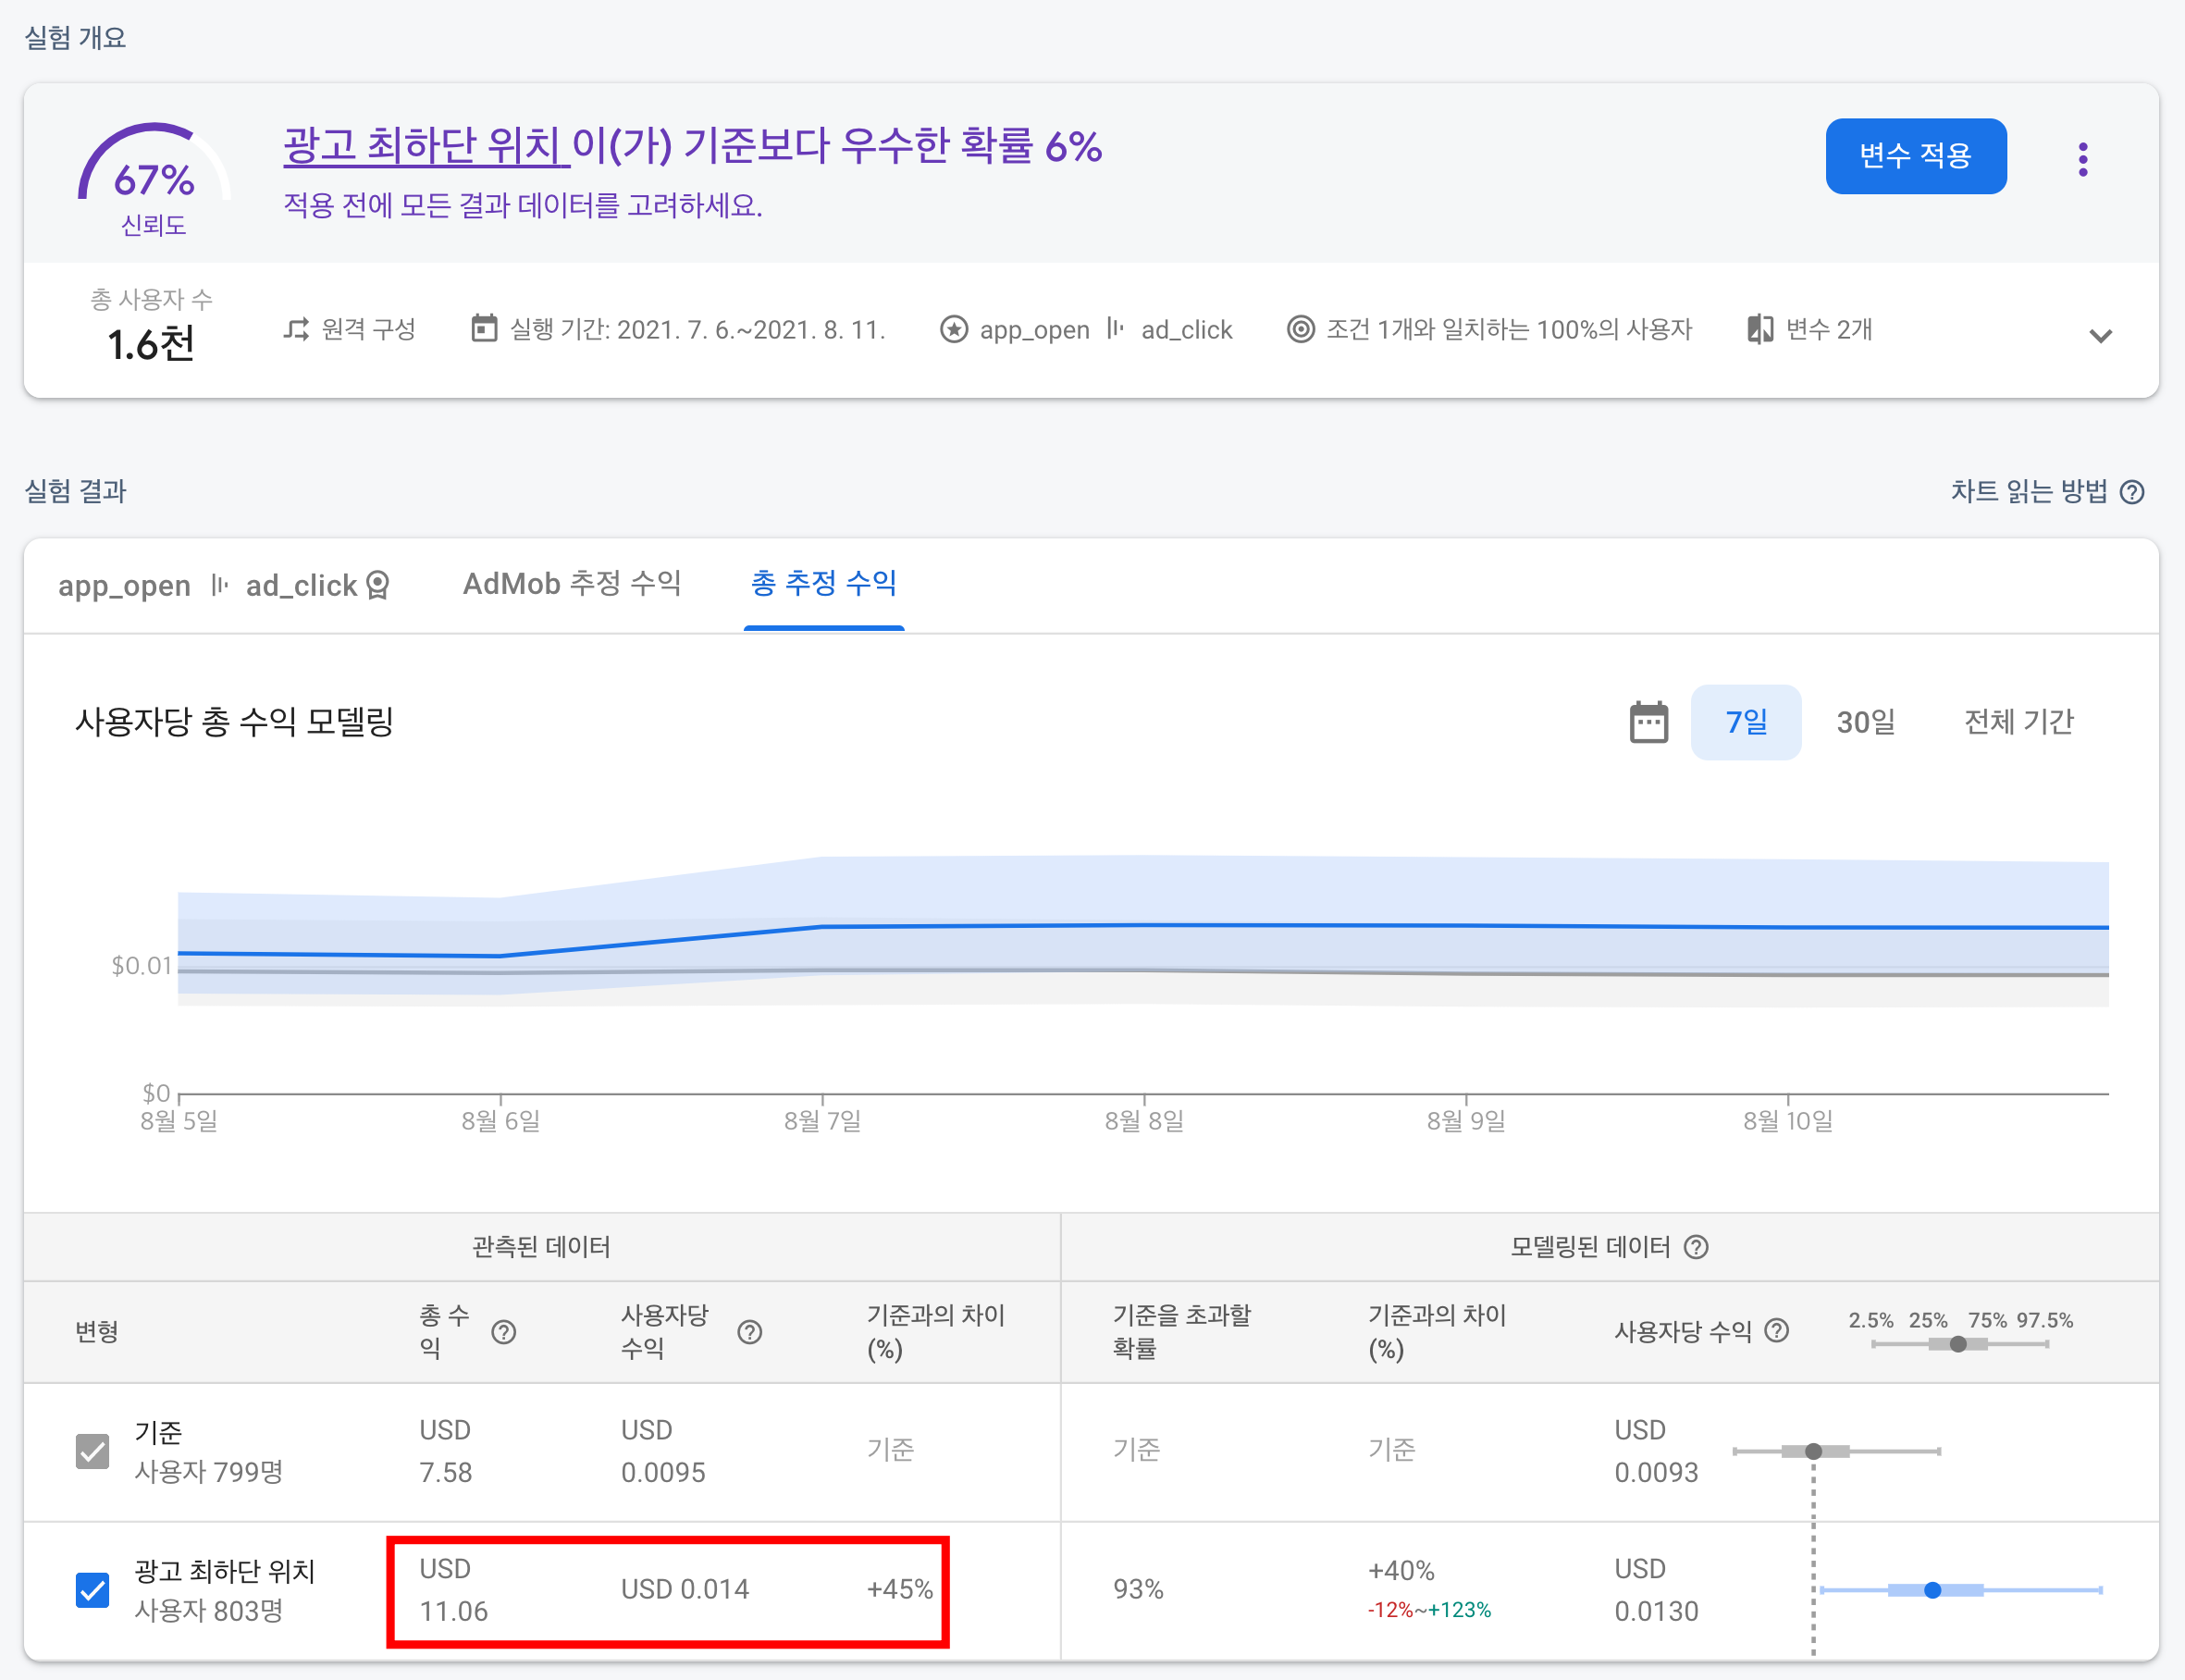 실험 개요
67%
신뢰도
광고 최하단 위치 이(가) 기준보다 우수한 확률 6%
적용 전에 모든 결과 데이터를 고려하세요.
변수 적용
총 사용자 수
1.6천
원격 구성
실행 기간: 2021. 7. 6.~2021. 8. 11.
app_open ad_click
조건 1개와 일치하는 100%의 사용자
변수 2개
실험 결과
차트 읽는 방법
app_open ad_click
AdMob 추정 수익
총 추정 수익
사용자당 총 수익 모델링
7일
30일
전체 기간
$0.01
$0
8월 5일
8월 6일
8월 7일
8월 8일
8월 9일
8월 10일
관측된 데이터
모델링된 데이터
변형
총 수
익
사용자당
수익
기준과의 차이
(%)
기준을 초과할
확률
기준과의 차이
(%)
사용자당 수익
2.5% 25% 75% 97.5%
기준
사용자 799명
USD
7.58
USD
0.0095
기준
기준
기준
USD
0.0093
광고 최하단 위치
사용자 803명
USD
11.06
USD 0.014
+45%
93%
+40%
-12%~+123%
USD
0.0130